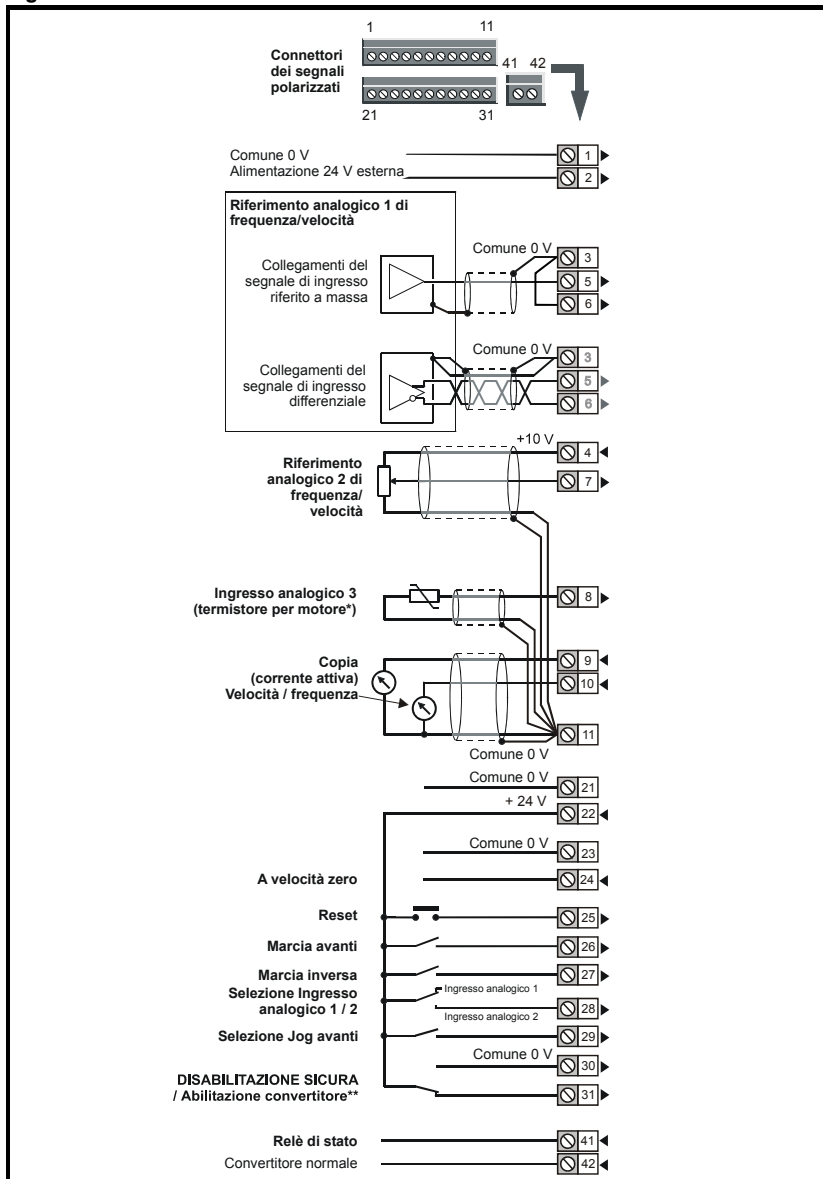 1 11
Connettori
dei segnali
polarizzati
41 42
21 31
Comune 0 V
1
Alimentazione 24 V esterna
2
Riferimento analogico 1 di
frequenza/velocità
Comune 0 V
3
Collegamenti del
segnale di ingresso
riferito a massa
5
6
Comune 0 V
3
Collegamenti del
segnale di ingresso
differenziale
5
6
+10 V
4
Riferimento
analogico 2 di
frequenza/
velocità
7
Ingresso analogico 3
(termistore per motore*)
8
Copia
(corrente attiva)
Velocità / frequenza
9
10
11
Comune 0 V
Comune 0 V
21
+ 24 V
22
Comune 0 V
23
A velocità zero
24
Reset
25
Marcia avanti
26
Marcia inversa
27
Selezione Ingresso
analogico 1 / 2
Ingresso analogico 1
28
Ingresso analogico 2
Selezione Jog avanti
29
Comune 0 V
30
DISABILITAZIONE SICURA
/ Abilitazione convertitore**
31
Relè di stato
41
Convertitore normale
42